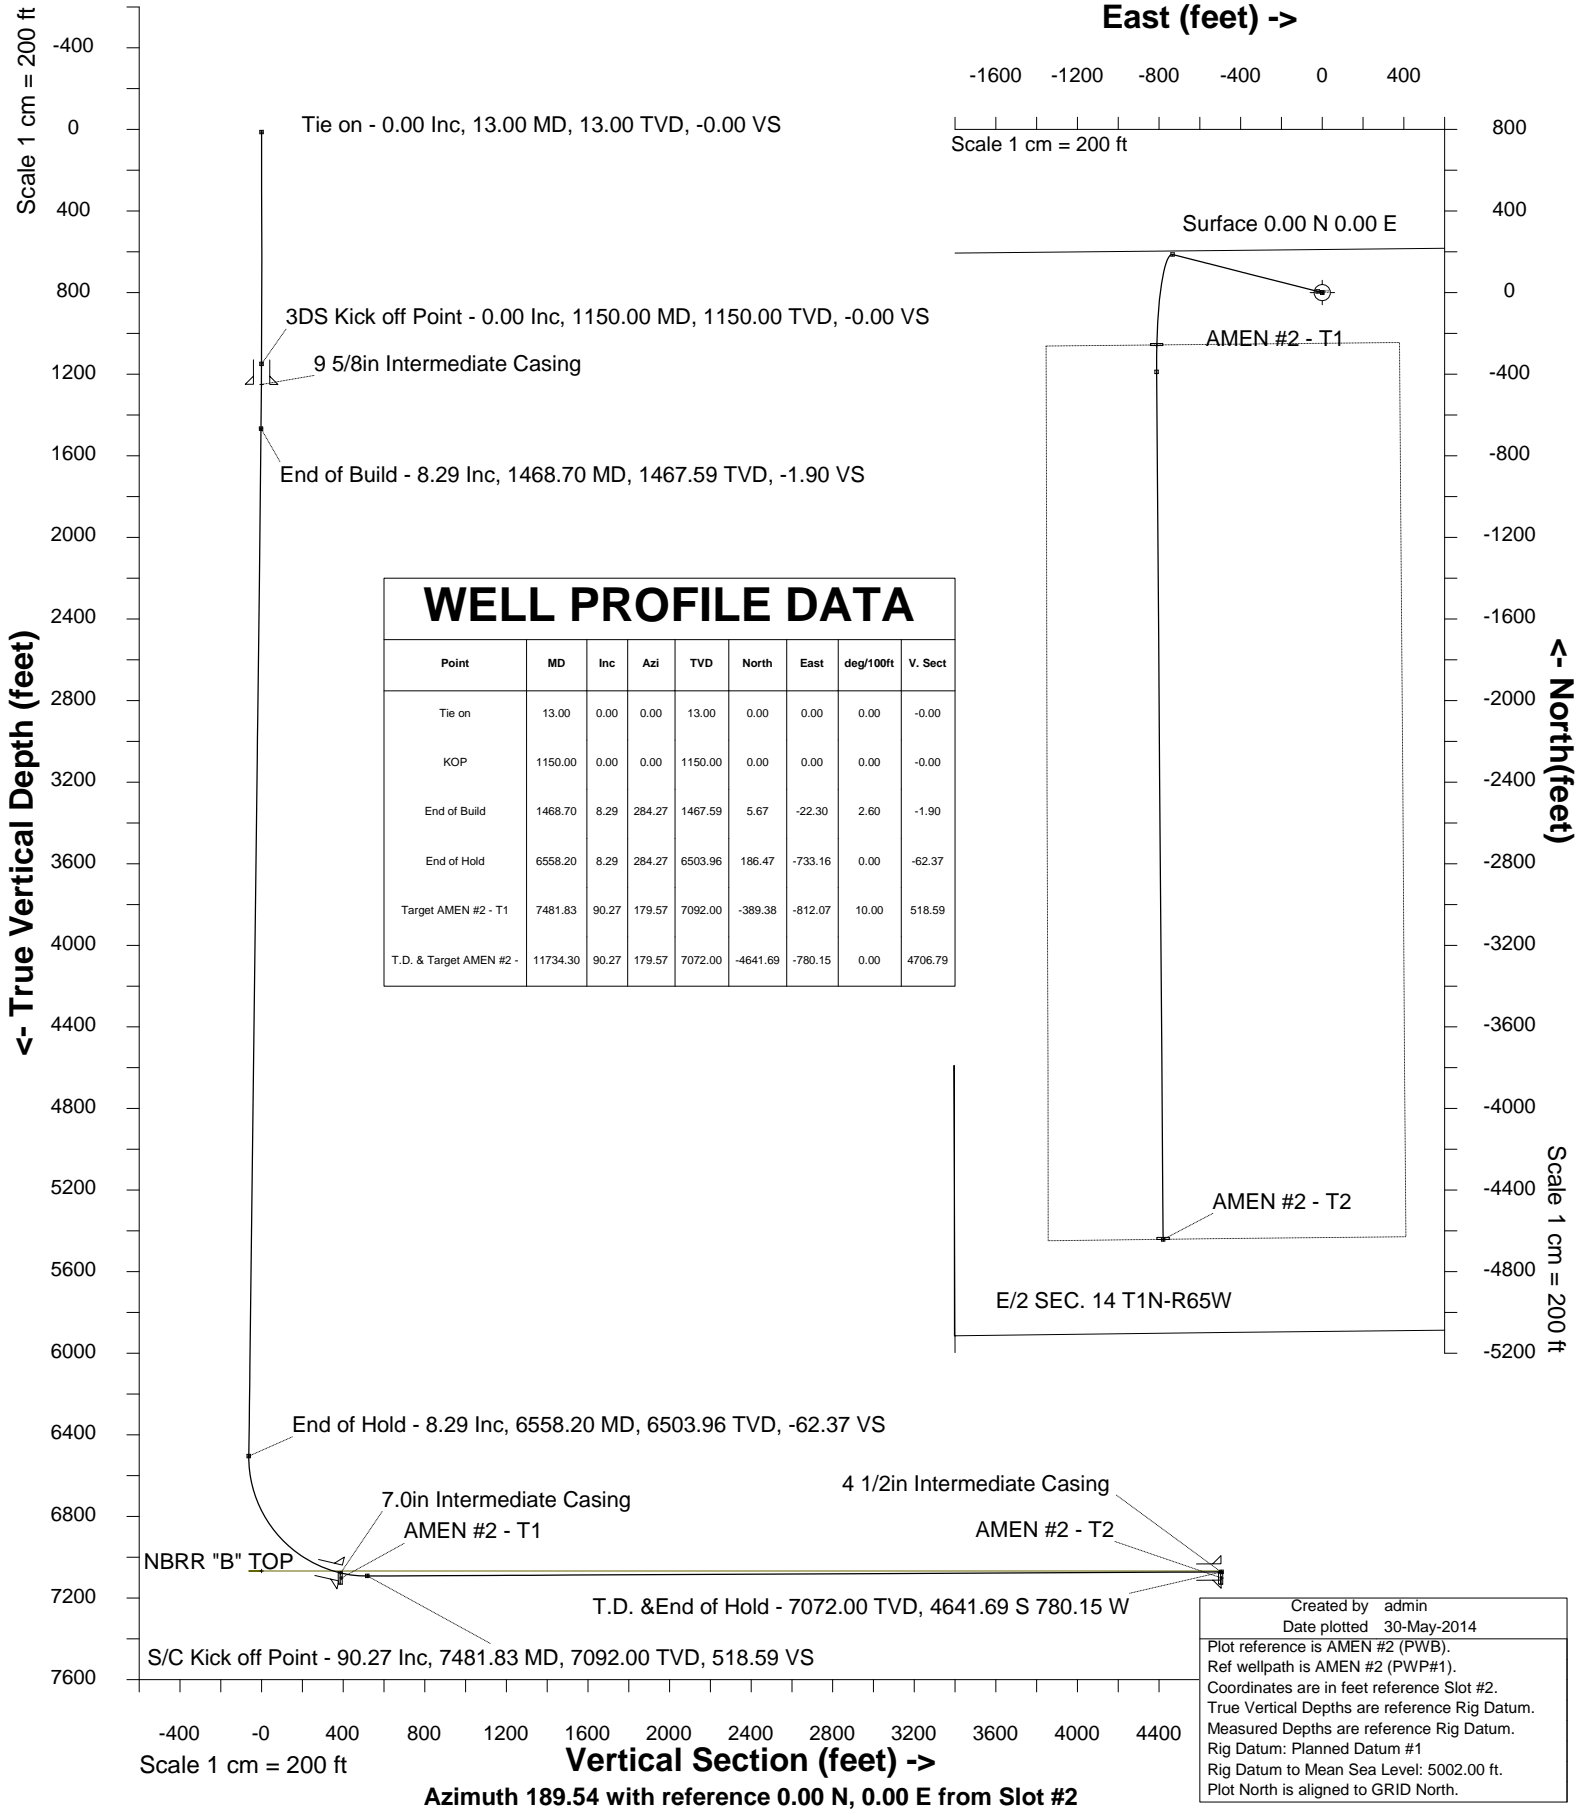 Scale 1 cm = 200 ft
<- True Vertical Depth (feet)
-400
0
400
800
1200
1600
2000
2400
2800
3200
3600
4000
4400
4800
5200
5600
6000
6400
6800
7200
7600
Tie on - 0.00 Inc, 13.00 MD, 13.00 TVD, -0.00 VS
3DS Kick off Point - 0.00 Inc, 1150.00 MD, 1150.00 TVD, -0.00 VS
9 5/8in Intermediate Casing
End of Build - 8.29 Inc, 1468.70 MD, 1467.59 TVD, -1.90 VS
WELL PROFILE DATA
Point MD Inc Azi TVD North East deg/100ft V. Sect
Tie on 13.00 0.00 0.00 13.00 0.00 0.00 0.00 -0.00
KOP 1150.00 0.00 0.00 1150.00 0.00 0.00 0.00 -0.00
End of Build 1468.70 8.29 284.27 1467.59 5.67 -22.30 2.60 -1.90
End of Hold 6558.20 8.29 284.27 6503.96 186.47 -733.16 0.00 -62.37
Target AMEN #2 - T1 7481.83 90.27 179.57 7092.00 -389.38 -812.07 10.00 518.59
T.D. & Target AMEN #2 - 11734.30 90.27 179.57 7072.00 -4641.69 -780.15 0.00 4706.79
End of Hold - 8.29 Inc, 6558.20 MD, 6503.96 TVD, -62.37 VS
7.0in Intermediate Casing
AMEN #2 - T1
4 1/2in Intermediate Casing
AMEN #2 - T2
NBRR "B" TOP
T.D. &End of Hold - 7072.00 TVD, 4641.69 S 780.15 W
S/C Kick off Point - 90.27 Inc, 7481.83 MD, 7092.00 TVD, 518.59 VS
-400 -0 400 800 1200 1600 2000 2400 2800 3200 3600 4000 4400
Scale 1 cm = 200 ft
Vertical Section (feet) ->
Azimuth 189.54 with reference 0.00 N, 0.00 E from Slot #2
East (feet) ->
-1600 -1200 -800 -400 0 400
Scale 1 cm = 200 ft
Surface 0.00 N 0.00 E
AMEN #2 - T1
AMEN #2 - T2
E/2 SEC. 14 T1N-R65W
800
400
0
-400
-800
-1200
-1600
-2000
-2400
-2800
-3200
-3600
-4000
-4400
-4800
-5200
<- North(feet)
Scale 1 cm = 200 ft
Created by admin
Date plotted 30-May-2014
Plot reference is AMEN #2 (PWB).
Ref wellpath is AMEN #2 (PWP#1).
Coordinates are in feet reference Slot #2.
True Vertical Depths are reference Rig Datum.
Measured Depths are reference Rig Datum.
Rig Datum: Planned Datum #1
Rig Datum to Mean Sea Level: 5002.00 ft.
Plot North is aligned to GRID North.